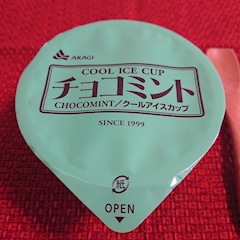 AKAGI
COOL ICE CUP
チョコミント
CHOCOMINT/クールアイスカップ
SINCE 1999
紙
OPEN